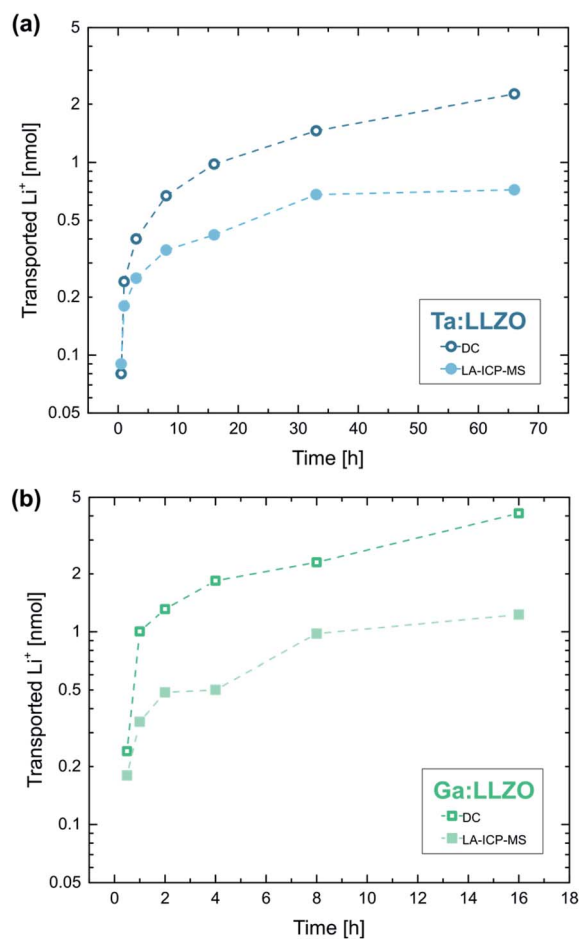 (a)
5
2
1
0.5
0.2
0.1
0.05
Transported Li⁺ [nmol]
Ta:LLZO
DC
LA-ICP-MS
0 10 20 30 40 50 60 70
Time [h]
(b)
5
2
1
0.5
0.2
0.1
0.05
Transported Li⁺ [nmol]
Ga:LLZO
DC
LA-ICP-MS
0 2 4 6 8 10 12 14 16 18
Time [h]